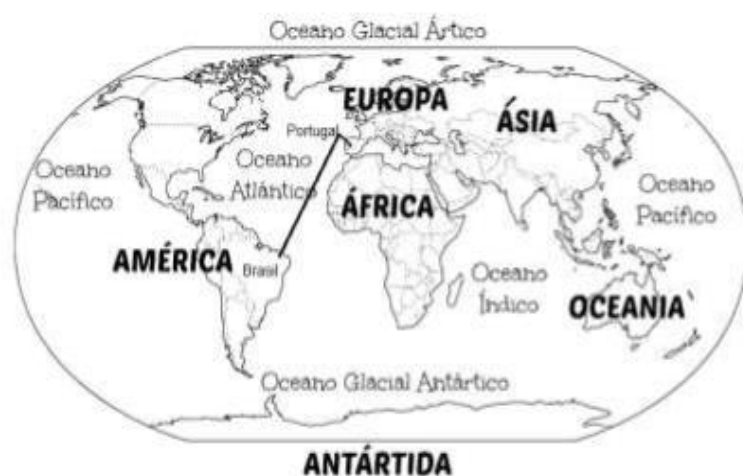 Oceano Glacial Ártico
EUROPA
ÁSIA
Portugal
Oceano
Atlántico
Oceano
Pacífico
Oceano
Pacífico
ÁFRICA
AMÉRICA
Brasil
Oceano
Índico
OCEANIA
Oceano Glacial Antártico
ANTÁRTIDA